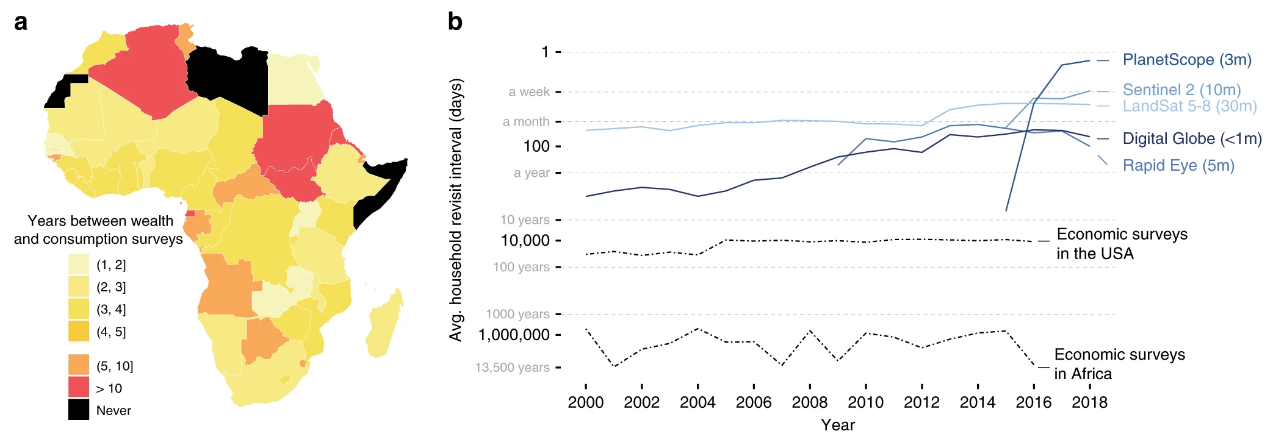 a
Years between wealth
and consumption surveys
(1, 2]
(2, 3]
(3, 4]
(4, 5]
(5, 10]
> 10
Never
b
Avg. household revisit interval (days)
1
a week
a month
100
a year
10 years
10,000
100 years
1000 years
1,000,000
13,500 years
PlanetScope (3m)
Sentinel 2 (10m)
LandSat 5-8 (30m)
Digital Globe (<1m)
Rapid Eye (5m)
Economic surveys
in the USA
Economic surveys
in Africa
2000 2002 2004 2006 2008 2010 2012 2014 2016 2018
Year